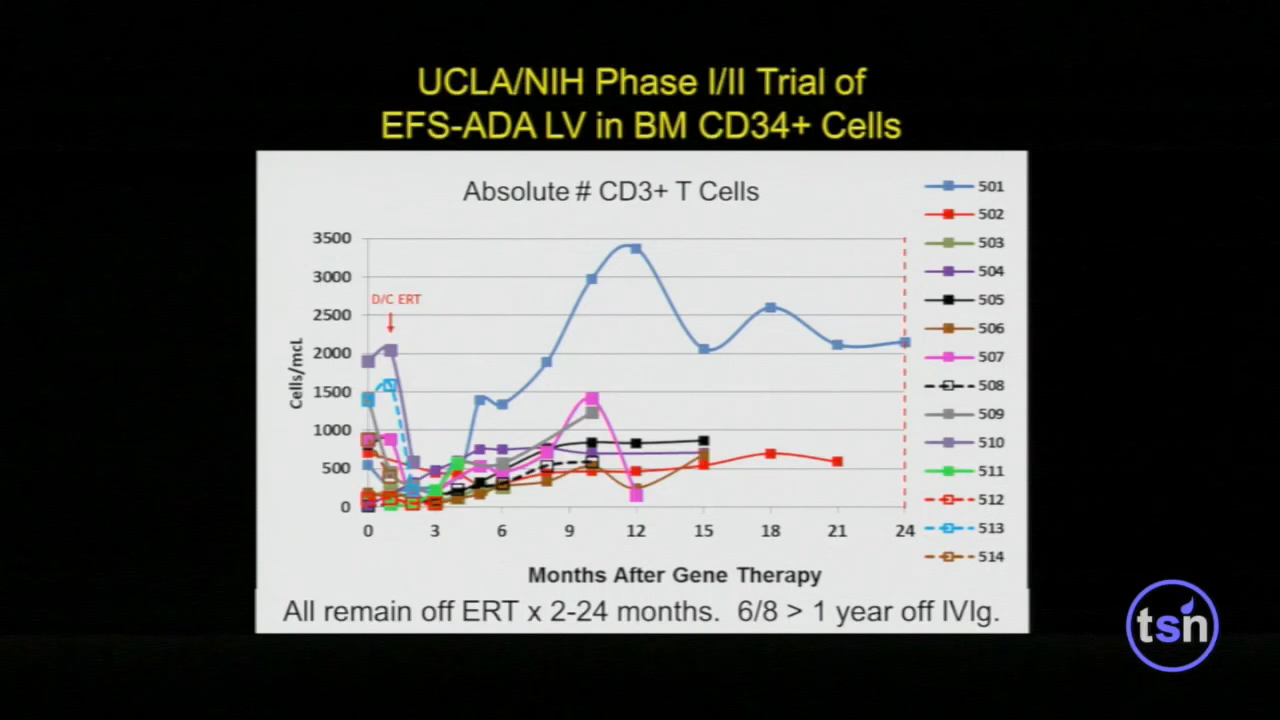 UCLA/NIH Phase I/II Trial of
EFS-ADA LV in BM CD34+ Cells
Absolute # CD3+ T Cells
3500
3000
2500
2000
1500
1000
500
0
Cells/mcL
D/C ERT
0 3 6 9 12 15 18 21 24
Months After Gene Therapy
501
502
503
504
505
506
507
508
509
510
511
512
513
514
All remain off ERT x 2-24 months. 6/8 > 1 year off IVIg.
tsn